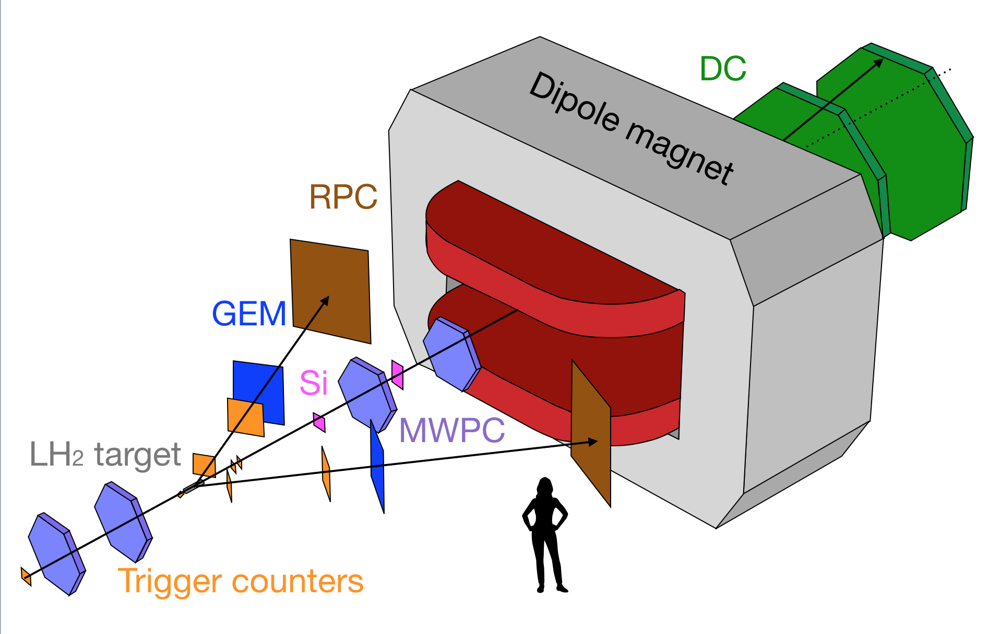 DC
Dipole magnet
RPC
GEM
Si
MWPC
LH₂ target
Trigger counters